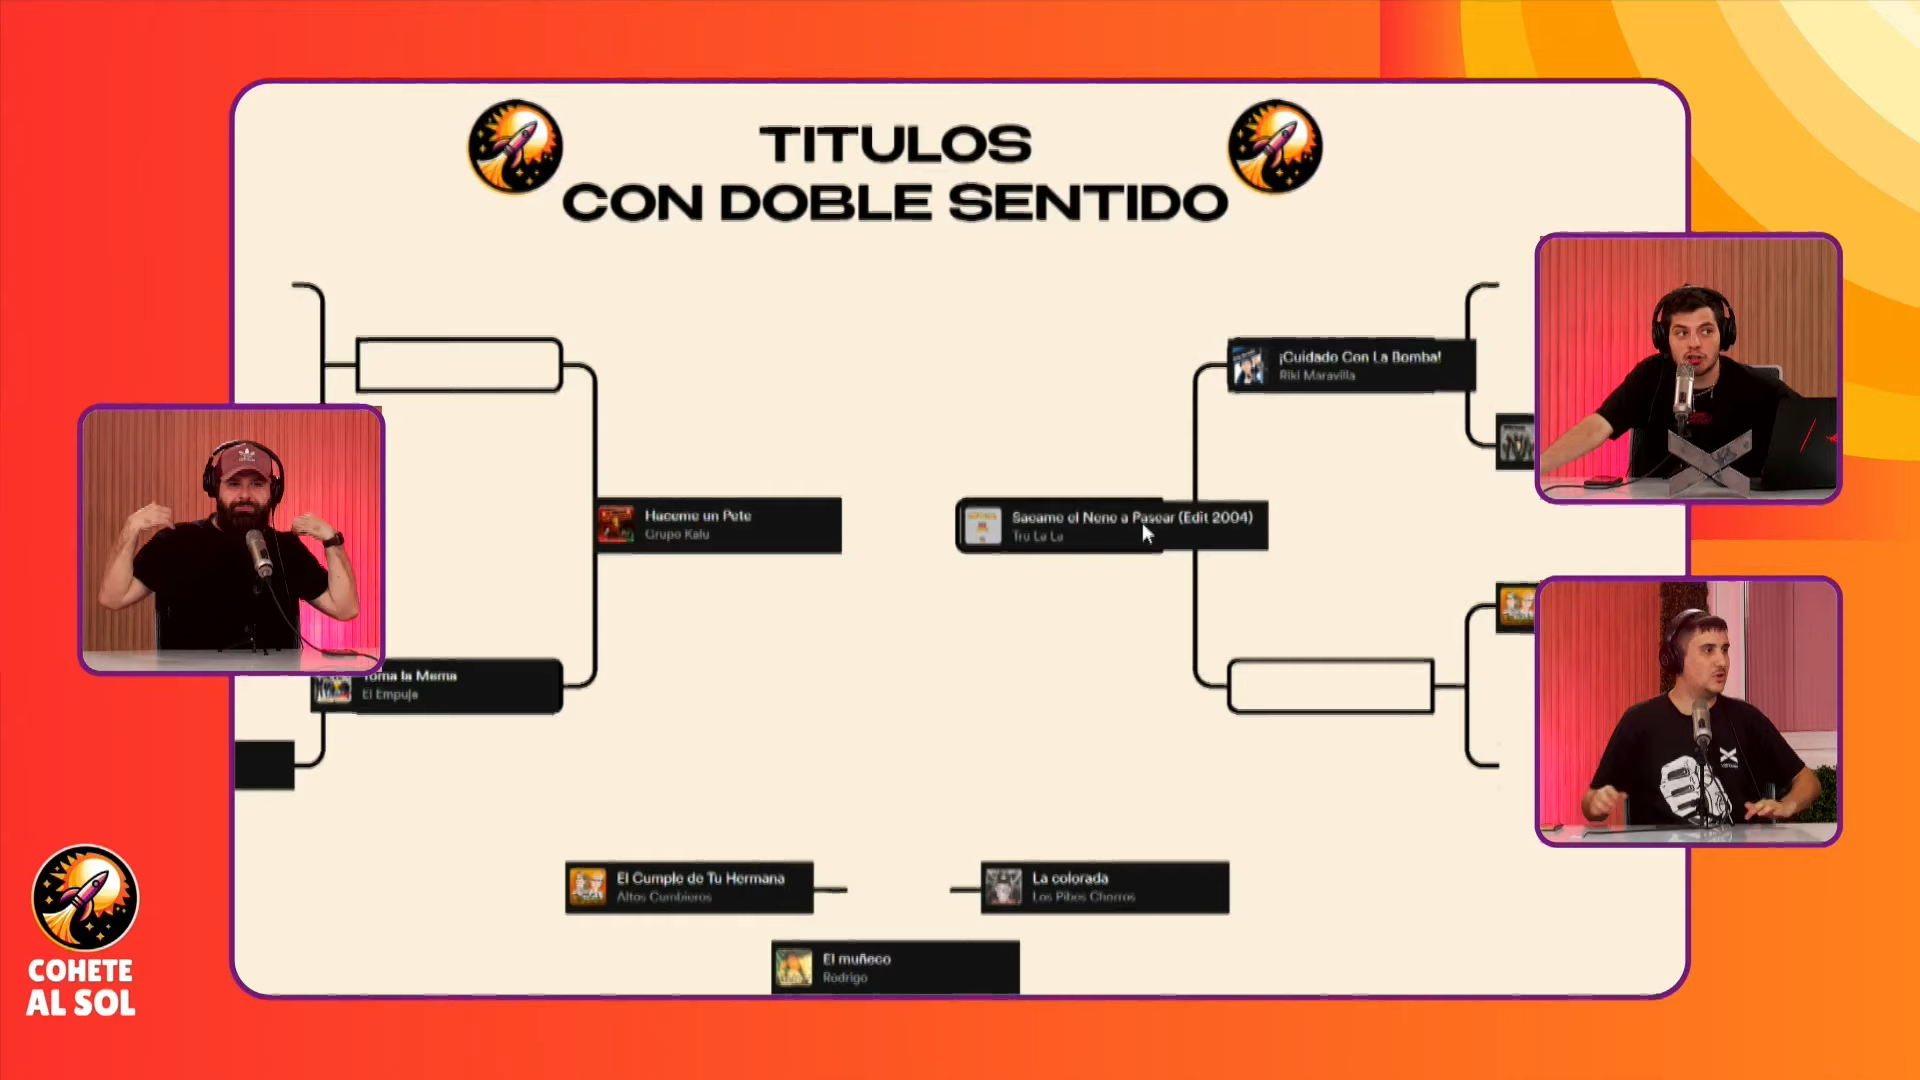 TITULOS
CON DOBLE SENTIDO
¡Cuidado Con La Bomba!
Riki Maravilla
Haceme un Pete
Grupo Kalu
Sacame el Nene a Pasear (Edit 2004)
Tru La La
Toma la Mema
El Empuje
El Cumple de Tu Hermana
Altos Cumbieros
La colorada
Los Pibes Chorros
El muñeco
Rodrigo
COHETE
AL SOL